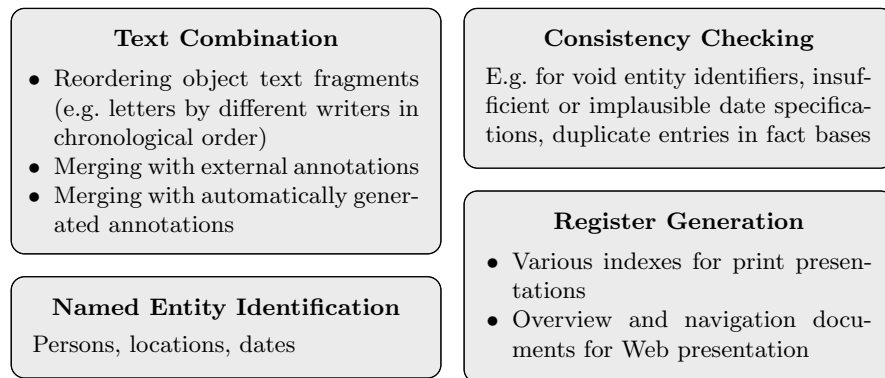 Text Combination
• Reordering object text fragments
(e.g. letters by different writers in
chronological order)
• Merging with external annotations
• Merging with automatically gener-
ated annotations
Named Entity Identification
Persons, locations, dates
Consistency Checking
E.g. for void entity identifiers, insuf-
ficient or implausible date specifica-
tions, duplicate entries in fact bases
Register Generation
• Various indexes for print presen-
tations
• Overview and navigation docu-
ments for Web presentation